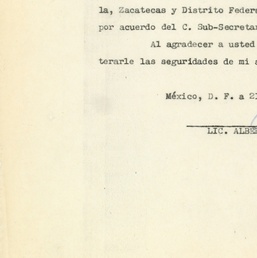 la, Zacatecas y Distrito Feder
por acuerdo del C. Sub-Secreta
Al agradecer a usted
terarle las seguridades de mi a
México, D. F. a 2
LIC. ALBE